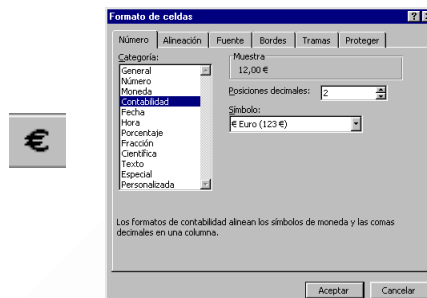 Formato de celdas
Número Alineación Fuente Bordes Tramas Proteger
Categoría:
General
Número
Moneda
Contabilidad
Fecha
Hora
Porcentaje
Fracción
Científica
Texto
Especial
Personalizada
Muestra
12,00 €
Posiciones decimales: 2
Símbolo:
€ Euro (123 €)
€
Los formatos de contabilidad alinean los símbolos de moneda y las comas
decimales en una columna.
Aceptar Cancelar